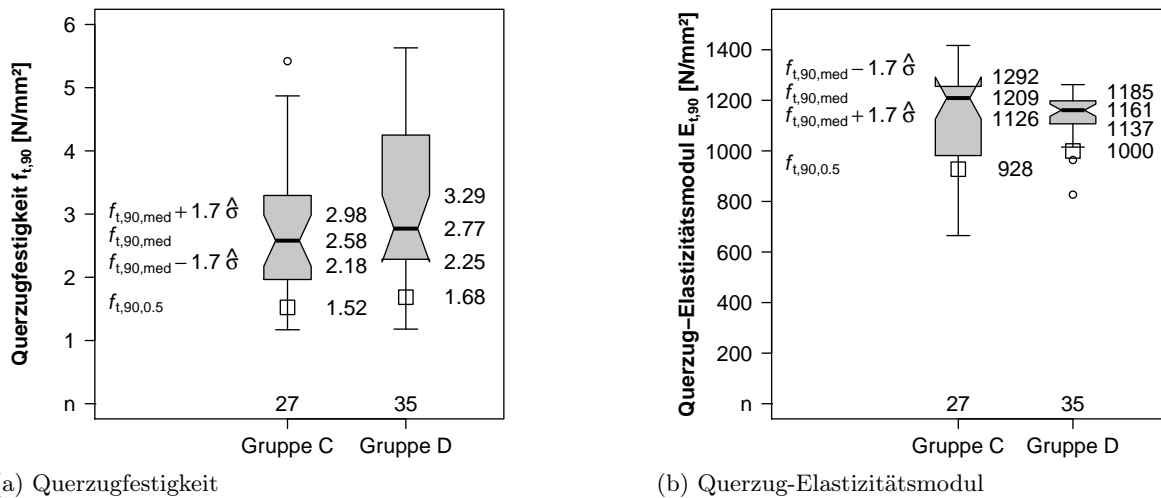 Querzugfestigkeit f_t,90 [N/mm²]
6
5
4
3
2
1
n
f_t,90,med + 1.7 σ̂
f_t,90,med
f_t,90,med − 1.7 σ̂
f_t,90,0.5
2.98
2.58
2.18
1.52
3.29
2.77
2.25
1.68
27
35
Gruppe C
Gruppe D
(a) Querzugfestigkeit
Querzug−Elastizitätsmodul E_t,90 [N/mm²]
1400
1200
1000
800
600
400
200
n
f_t,90,med − 1.7 σ̂
f_t,90,med
f_t,90,med + 1.7 σ̂
f_t,90,0.5
1292
1209
1126
928
1185
1161
1137
1000
27
35
Gruppe C
Gruppe D
(b) Querzug-Elastizitätsmodul